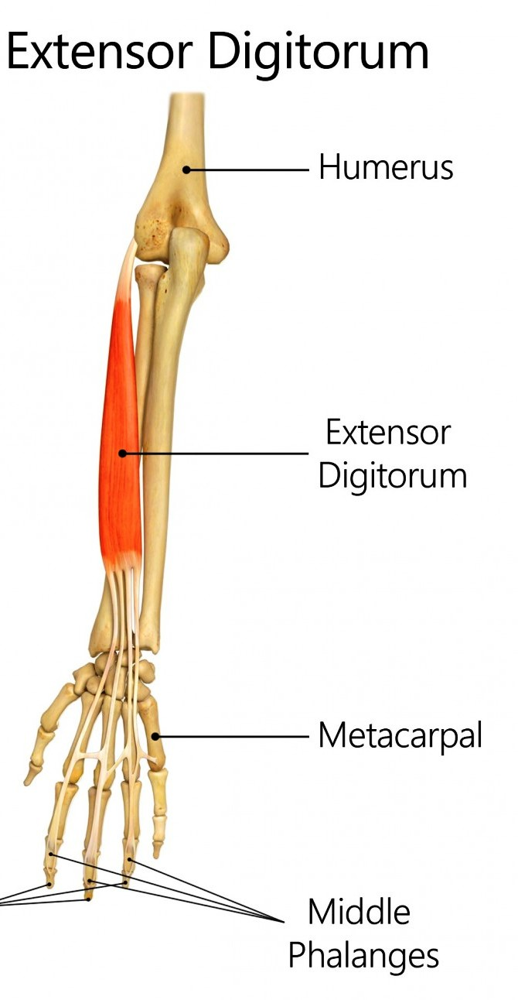 Extensor Digitorum
Humerus
Extensor
Digitorum
Metacarpal
Middle
Phalanges